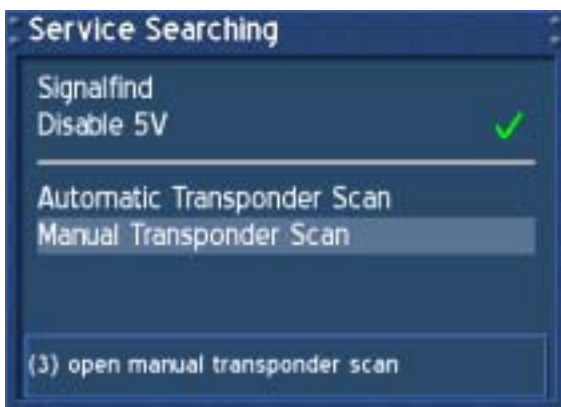 Service Searching
Signalfind
Disable 5V
Automatic Transponder Scan
Manual Transponder Scan
(3) open manual transponder scan